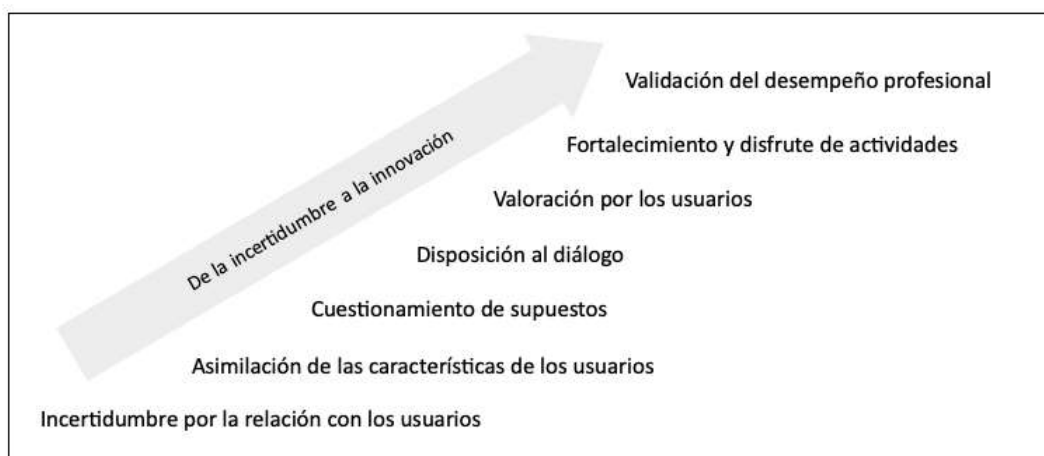 Validación del desempeño profesional
Fortalecimiento y disfrute de actividades
De la incertidumbre a la innovación
Valoración por los usuarios
Disposición al diálogo
Cuestionamiento de supuestos
Asimilación de las características de los usuarios
Incertidumbre por la relación con los usuarios